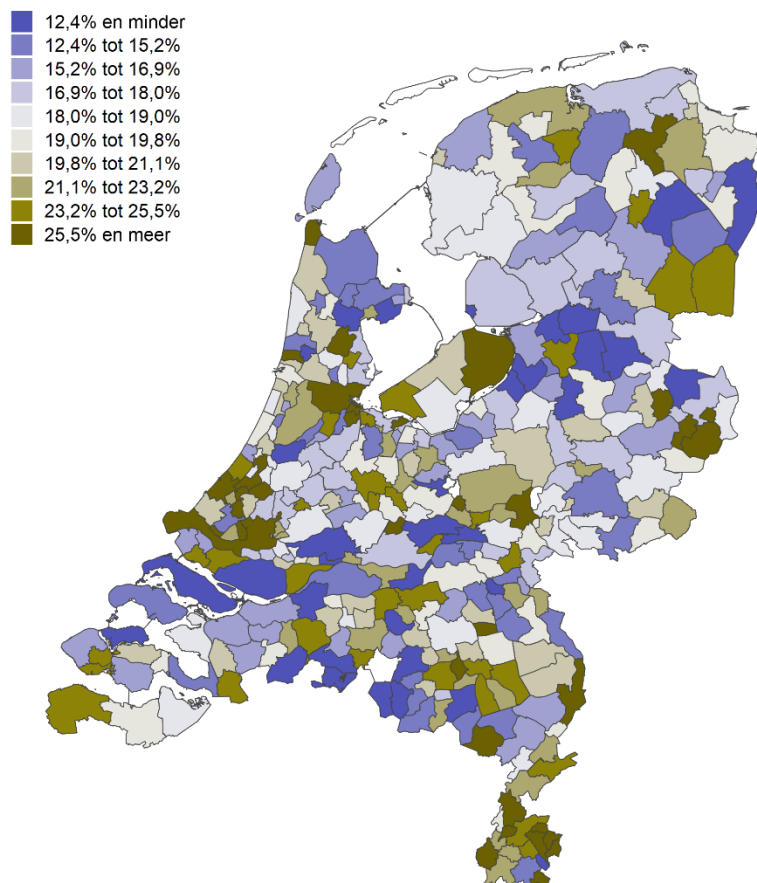 12,4% en minder
12,4% tot 15,2%
15,2% tot 16,9%
16,9% tot 18,0%
18,0% tot 19,0%
19,0% tot 19,8%
19,8% tot 21,1%
21,1% tot 23,2%
23,2% tot 25,5%
25,5% en meer